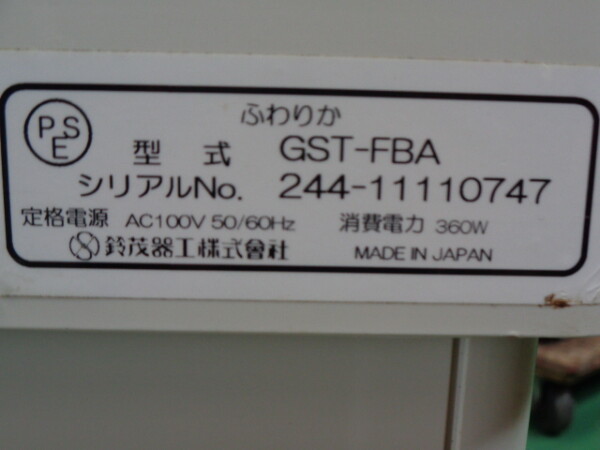 ふわりか
PSE
型式 GST-FBA
シリアルNo. 244-11110747
定格電源 AC100V 50/60Hz 消費電力 360W
鈴茂器工株式會社 MADE IN JAPAN